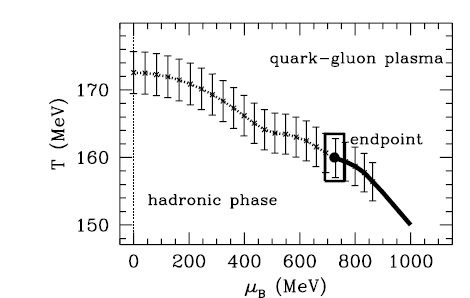 quark-gluon plasma
170
T (MeV)
160
endpoint
hadronic phase
150
0 200 400 600 800 1000
μB (MeV)